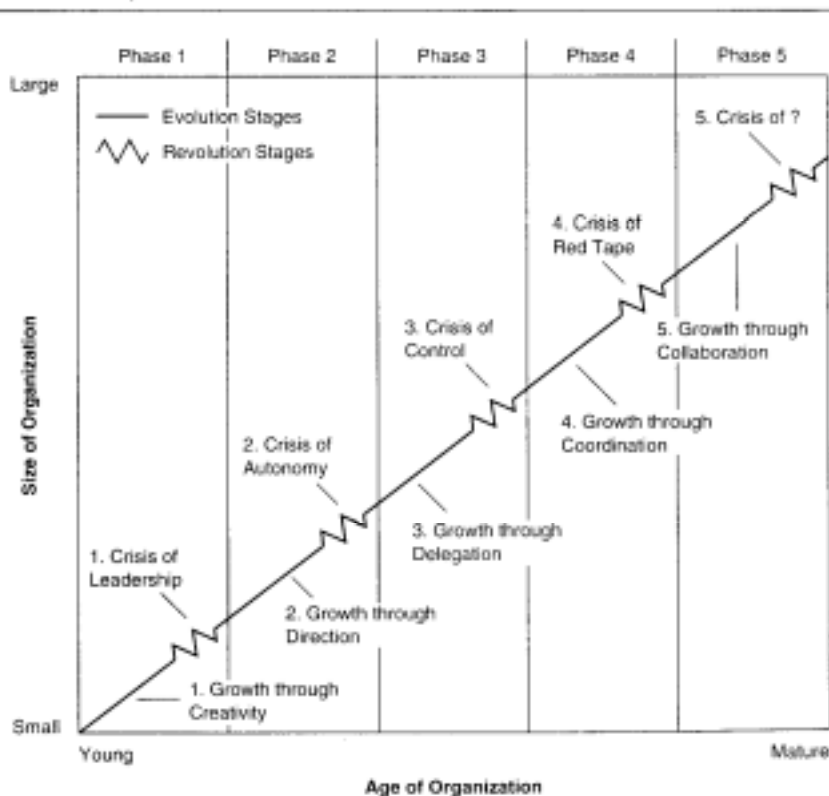 Phase 1 Phase 2 Phase 3 Phase 4 Phase 5
Large
Evolution Stages
Revolution Stages
5. Crisis of ?
4. Crisis of
Red Tape
5. Growth through
Collaboration
3. Crisis of
Control
4. Growth through
Coordination
2. Crisis of
Autonomy
3. Growth through
Delegation
1. Crisis of
Leadership
2. Growth through
Direction
1. Growth through
Creativity
Small
Young
Mature
Size of Organization
Age of Organization